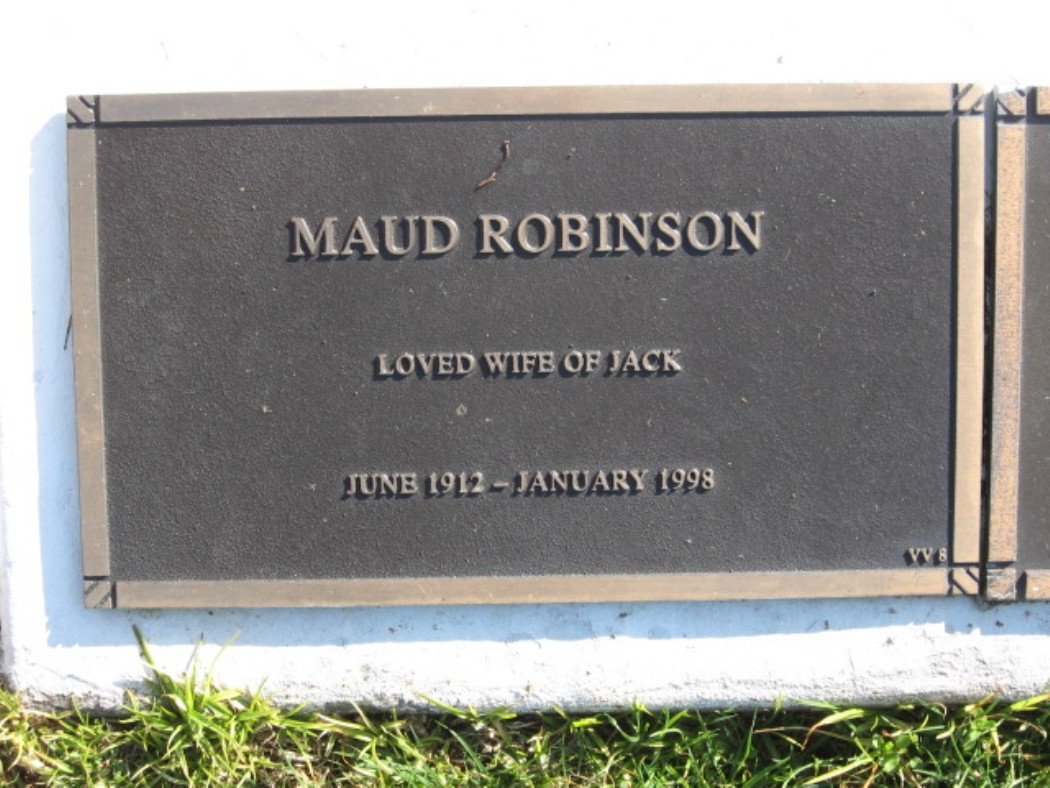 MAUD ROBINSON
LOVED WIFE OF JACK
JUNE 1912 – JANUARY 1998
VV 8